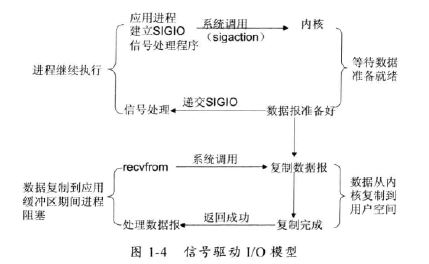 应用进程
建立SIGIO
信号处理程序
系统调用
(sigaction)
内核
进程继续执行
等待数据
准备就绪
信号处理
递交SIGIO
数据报准备好
recvfrom
系统调用
复制数据报
数据复制到应用
缓冲区期间进程
阻塞
数据从内
核复制到
用户空间
处理数据报
返回成功
复制完成
图 1-4 信号驱动 I/O 模型